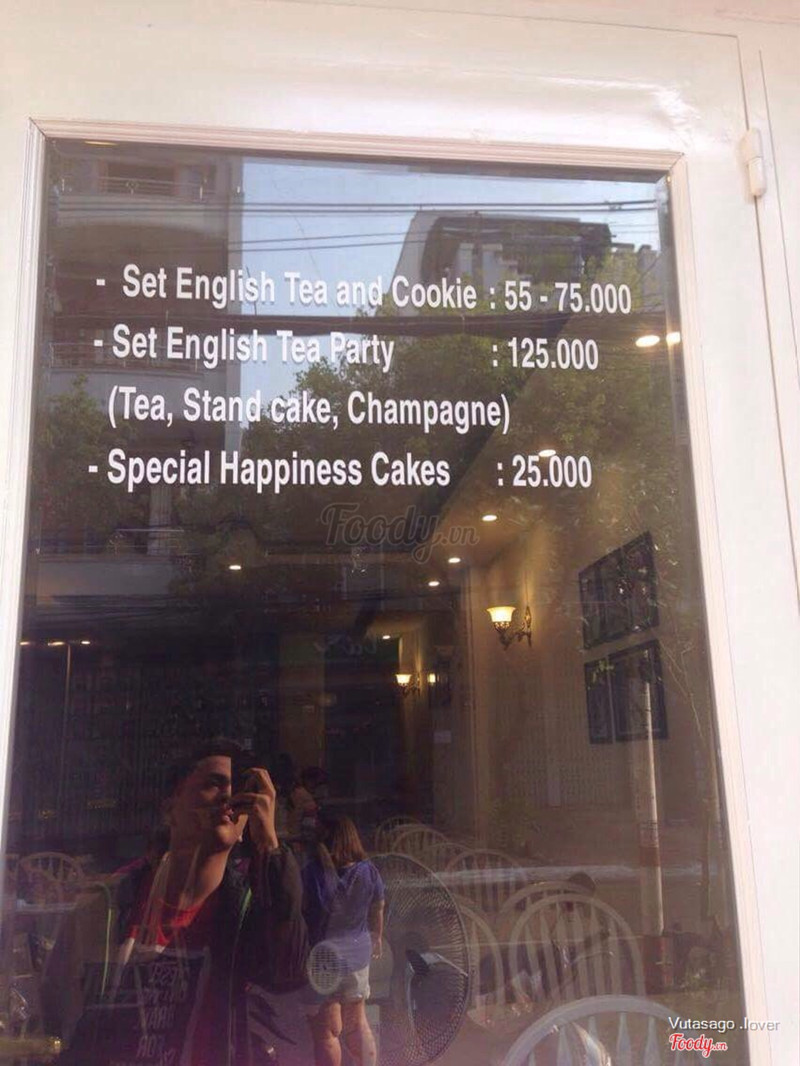 - Set English Tea and Cookie : 55 - 75.000
- Set English Tea Party : 125.000
(Tea, Stand cake, Champagne)
- Special Happiness Cakes : 25.000
Foody.vn
Vutasago .lover
Foody.vn